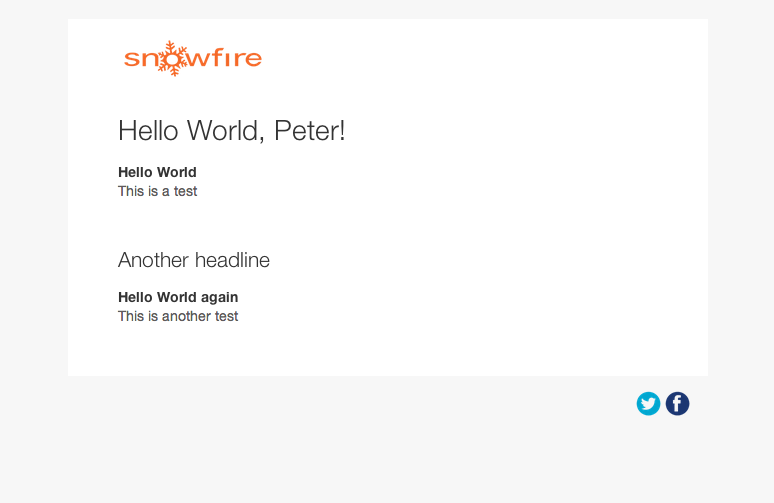 snowfire
Hello World, Peter!
Hello World
This is a test
Another headline
Hello World again
This is another test